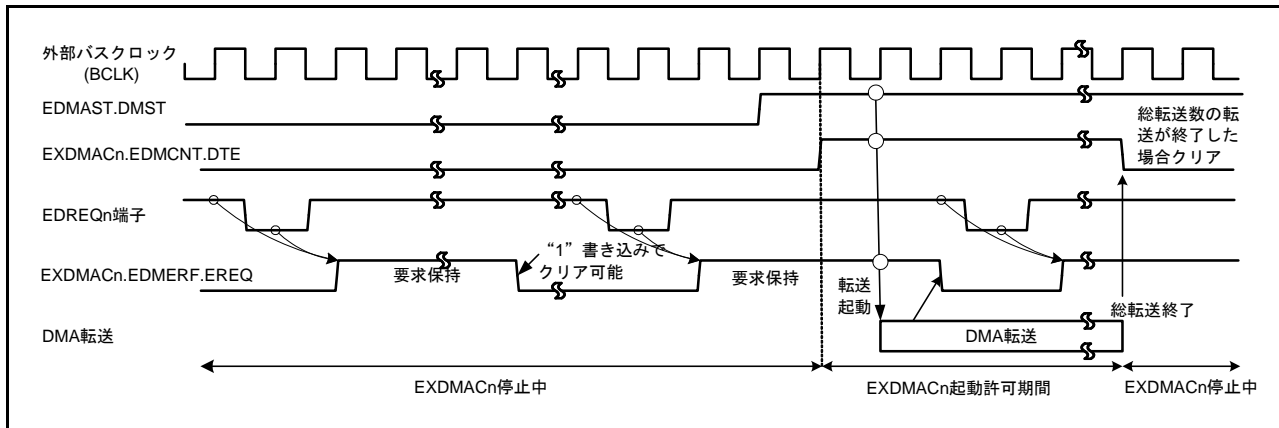 外部バスクロック
(BCLK)
EDMAST.DMST
総転送数の転
送が終了した
場合クリア
EXDMACn.EDMCNT.DTE
EDREQn端子
“1”書き込みで
クリア可能
EXDMACn.EDMERF.EREQ
要求保持
要求保持
転送
起動
総転送終了
DMA転送
DMA転送
EXDMACn停止中
EXDMACn起動許可期間
EXDMACn停止中